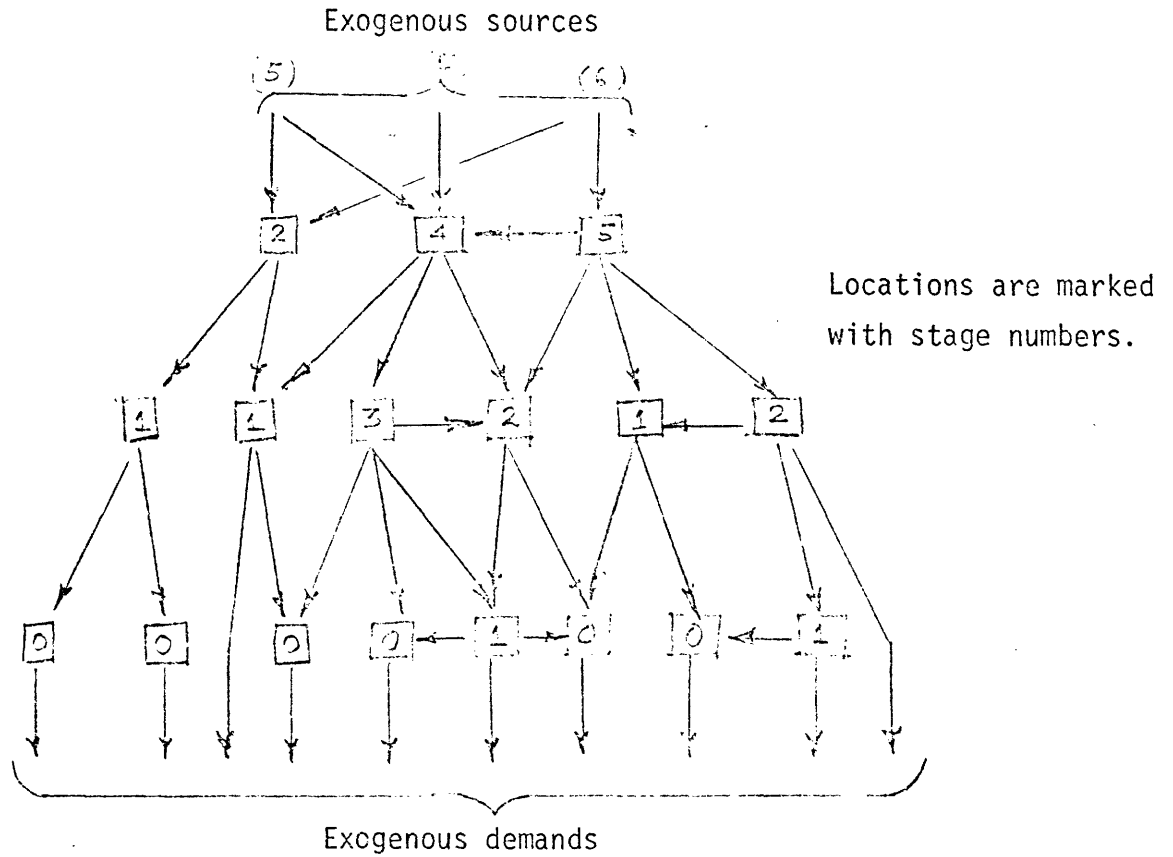 Exogenous sources
(5) (6)
2 4 5
Locations are marked
with stage numbers.
1 1 3 2 1 2
0 0 0 0 1 0 0 1
Exogenous demands